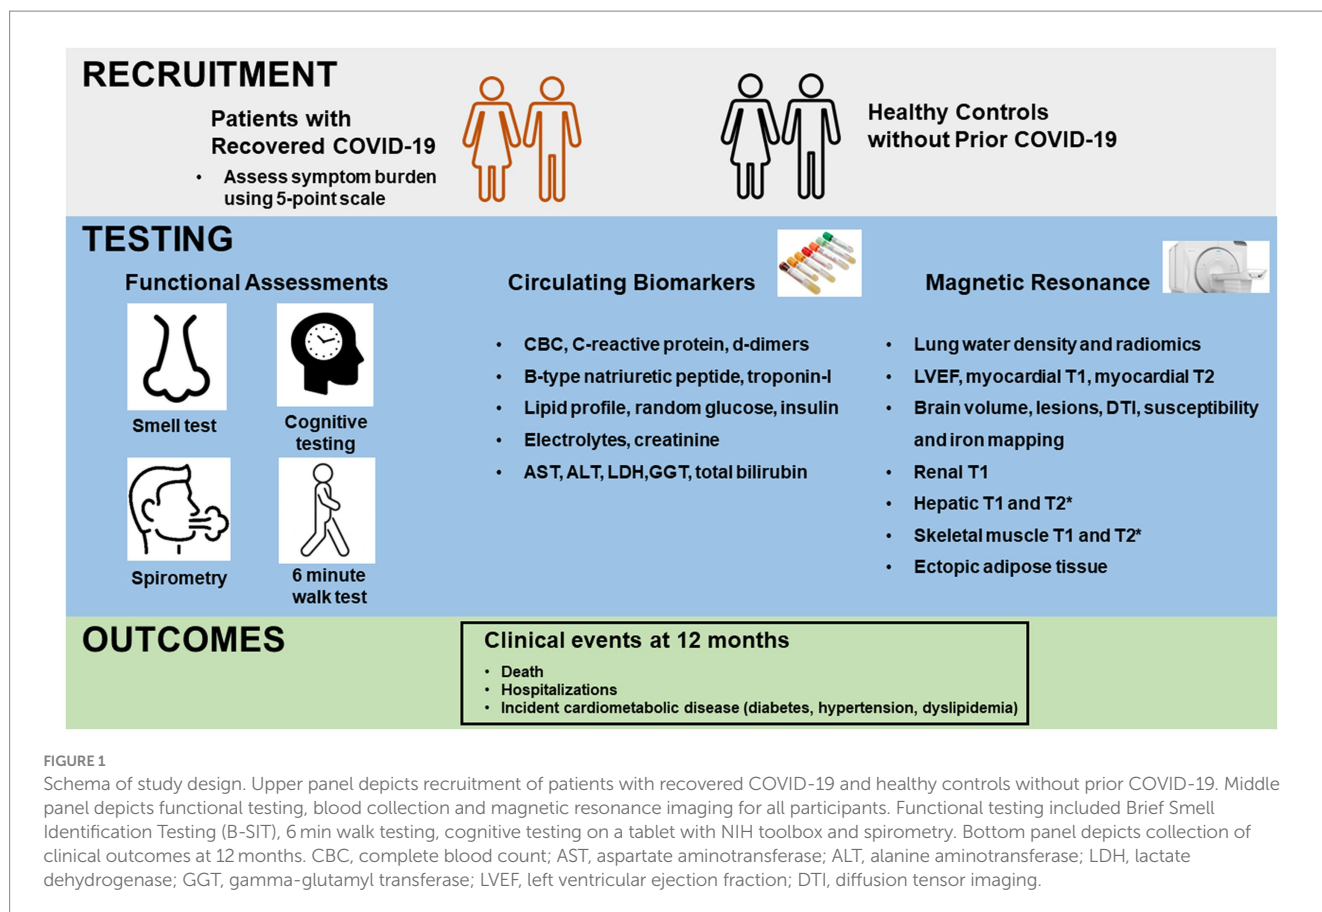 RECRUITMENT
Patients with
Recovered COVID-19
• Assess symptom burden
using 5-point scale
Healthy Controls
without Prior COVID-19
TESTING
Functional Assessments
Smell test
Cognitive
testing
Spirometry
6 minute
walk test
Circulating Biomarkers
• CBC, C-reactive protein, d-dimers
• B-type natriuretic peptide, troponin-I
• Lipid profile, random glucose, insulin
• Electrolytes, creatinine
• AST, ALT, LDH,GGT, total bilirubin
Magnetic Resonance
• Lung water density and radiomics
• LVEF, myocardial T1, myocardial T2
• Brain volume, lesions, DTI, susceptibility
and iron mapping
• Renal T1
• Hepatic T1 and T2*
• Skeletal muscle T1 and T2*
• Ectopic adipose tissue
OUTCOMES
Clinical events at 12 months
• Death
• Hospitalizations
• Incident cardiometabolic disease (diabetes, hypertension, dyslipidemia)
FIGURE 1
Schema of study design. Upper panel depicts recruitment of patients with recovered COVID-19 and healthy controls without prior COVID-19. Middle
panel depicts functional testing, blood collection and magnetic resonance imaging for all participants. Functional testing included Brief Smell
Identification Testing (B-SIT), 6 min walk testing, cognitive testing on a tablet with NIH toolbox and spirometry. Bottom panel depicts collection of
clinical outcomes at 12 months. CBC, complete blood count; AST, aspartate aminotransferase; ALT, alanine aminotransferase; LDH, lactate
dehydrogenase; GGT, gamma-glutamyl transferase; LVEF, left ventricular ejection fraction; DTI, diffusion tensor imaging.